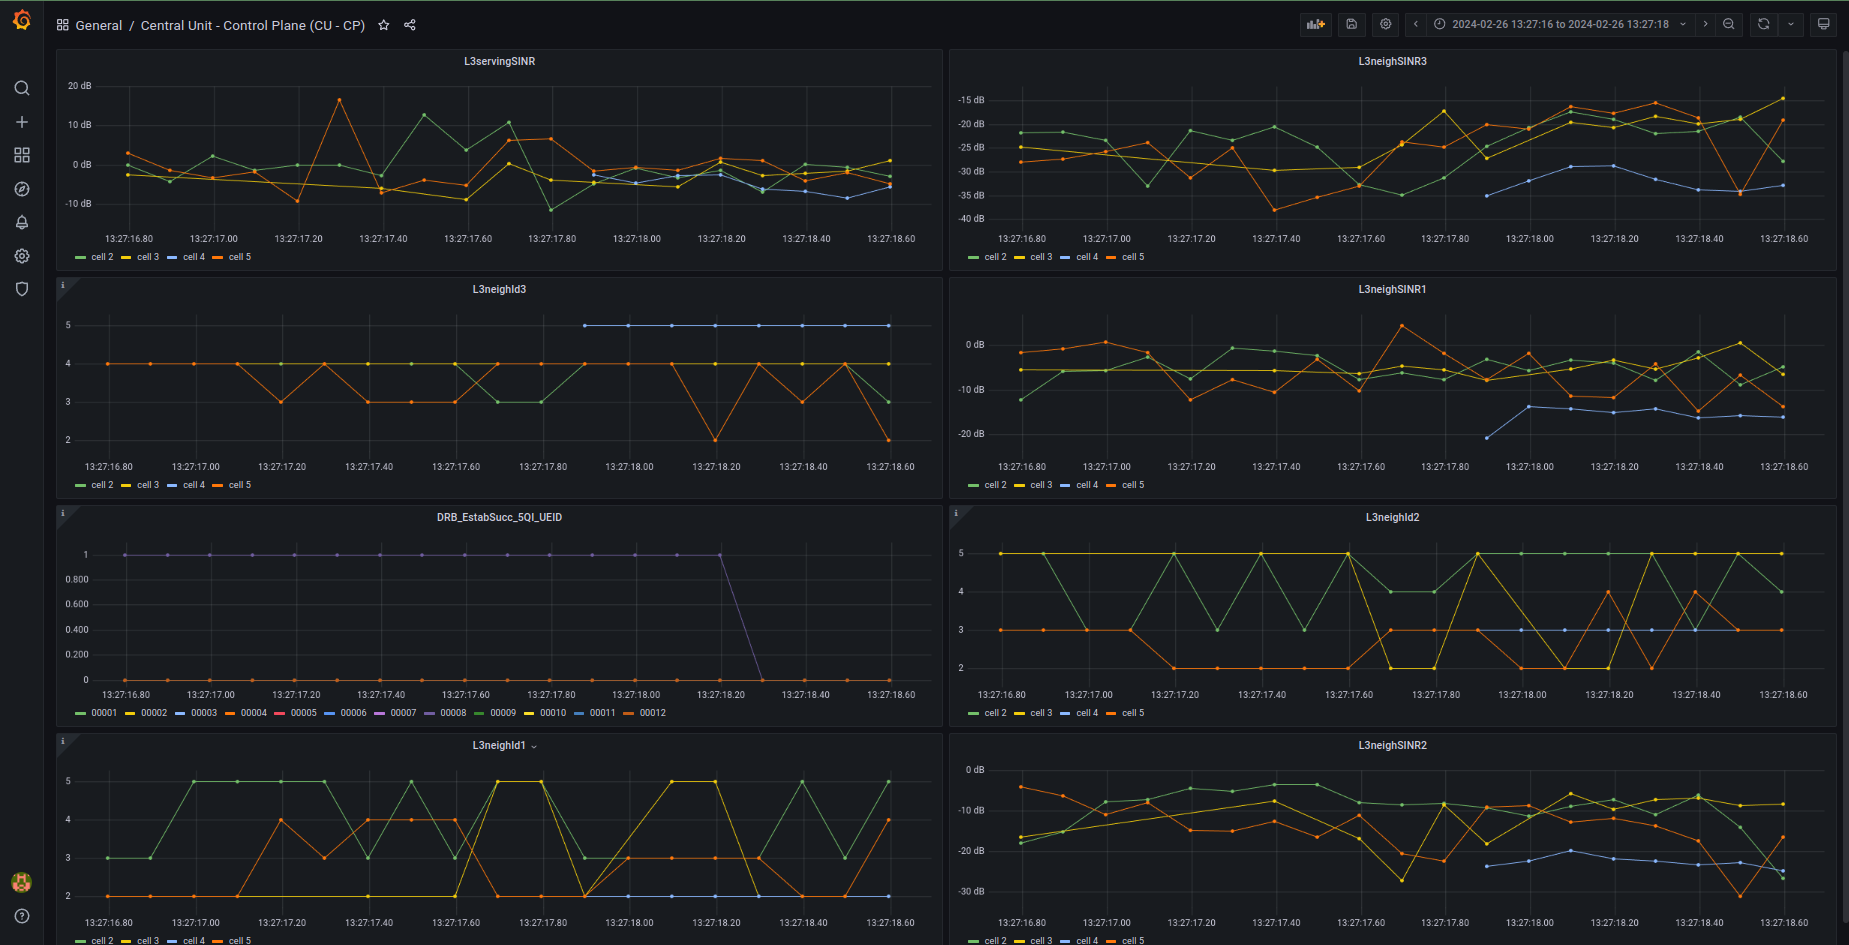 General / Central Unit - Control Plane (CU - CP)
2024-02-26 13:27:16 to 2024-02-26 13:27:18
L3servingSINR
20 dB
10 dB
0 dB
-10 dB
13:27:16.80 13:27:17.00 13:27:17.20 13:27:17.40 13:27:17.60 13:27:17.80 13:27:18.00 13:27:18.20 13:27:18.40 13:27:18.60
cell 2 cell 3 cell 4 cell 5
L3neighSINR3
-15 dB
-20 dB
-25 dB
-30 dB
-35 dB
-40 dB
13:27:16.80 13:27:17.00 13:27:17.20 13:27:17.40 13:27:17.60 13:27:17.80 13:27:18.00 13:27:18.20 13:27:18.40 13:27:18.60
cell 2 cell 3 cell 4 cell 5
i
L3neighId3
5
4
3
2
13:27:16.80 13:27:17.00 13:27:17.20 13:27:17.40 13:27:17.60 13:27:17.80 13:27:18.00 13:27:18.20 13:27:18.40 13:27:18.60
cell 2 cell 3 cell 4 cell 5
L3neighSINR1
0 dB
-10 dB
-20 dB
13:27:16.80 13:27:17.00 13:27:17.20 13:27:17.40 13:27:17.60 13:27:17.80 13:27:18.00 13:27:18.20 13:27:18.40 13:27:18.60
cell 2 cell 3 cell 4 cell 5
i
DRB_EstabSucc_5QI_UEID
1
0.800
0.600
0.400
0.200
0
13:27:16.80 13:27:17.00 13:27:17.20 13:27:17.40 13:27:17.60 13:27:17.80 13:27:18.00 13:27:18.20 13:27:18.40 13:27:18.60
00001 00002 00003 00004 00005 00006 00007 00008 00009 00010 00011 00012
i
L3neighId2
5
4
3
2
13:27:16.80 13:27:17.00 13:27:17.20 13:27:17.40 13:27:17.60 13:27:17.80 13:27:18.00 13:27:18.20 13:27:18.40 13:27:18.60
cell 2 cell 3 cell 4 cell 5
i
L3neighId1
5
4
3
2
13:27:16.80 13:27:17.00 13:27:17.20 13:27:17.40 13:27:17.60 13:27:17.80 13:27:18.00 13:27:18.20 13:27:18.40 13:27:18.60
cell 2 cell 3 cell 4 cell 5
L3neighSINR2
0 dB
-10 dB
-20 dB
-30 dB
13:27:16.80 13:27:17.00 13:27:17.20 13:27:17.40 13:27:17.60 13:27:17.80 13:27:18.00 13:27:18.20 13:27:18.40 13:27:18.60
cell 2 cell 3 cell 4 cell 5